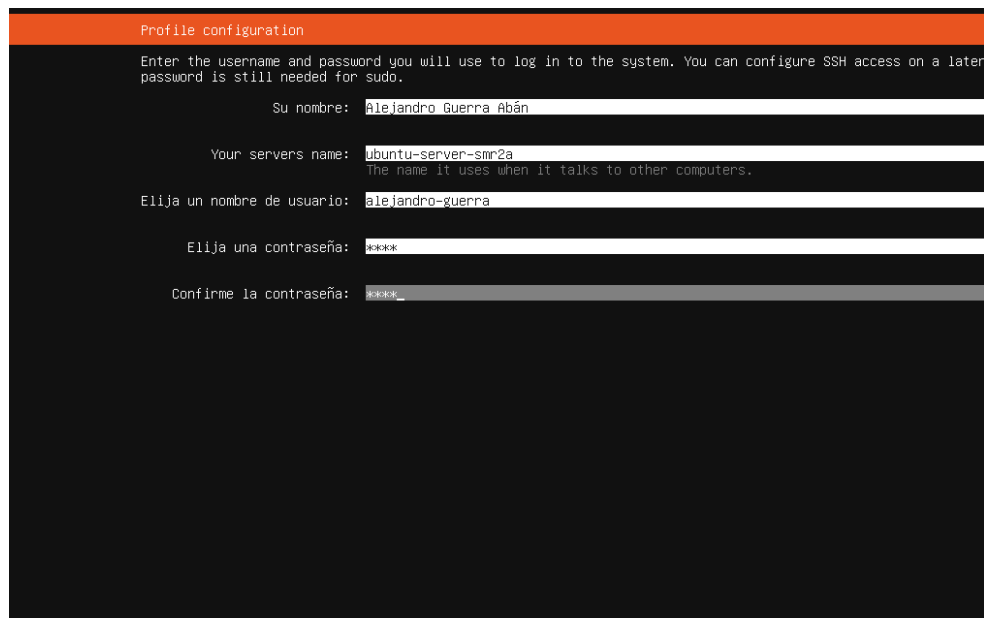 Profile configuration
Enter the username and password you will use to log in to the system. You can configure SSH access on a later
password is still needed for sudo.
Su nombre: Alejandro Guerra Abán
Your servers name: ubuntu-server-smr2a
The name it uses when it talks to other computers.
Elija un nombre de usuario: alejandro-guerra
Elija una contraseña: ****
Confirme la contraseña: ****_